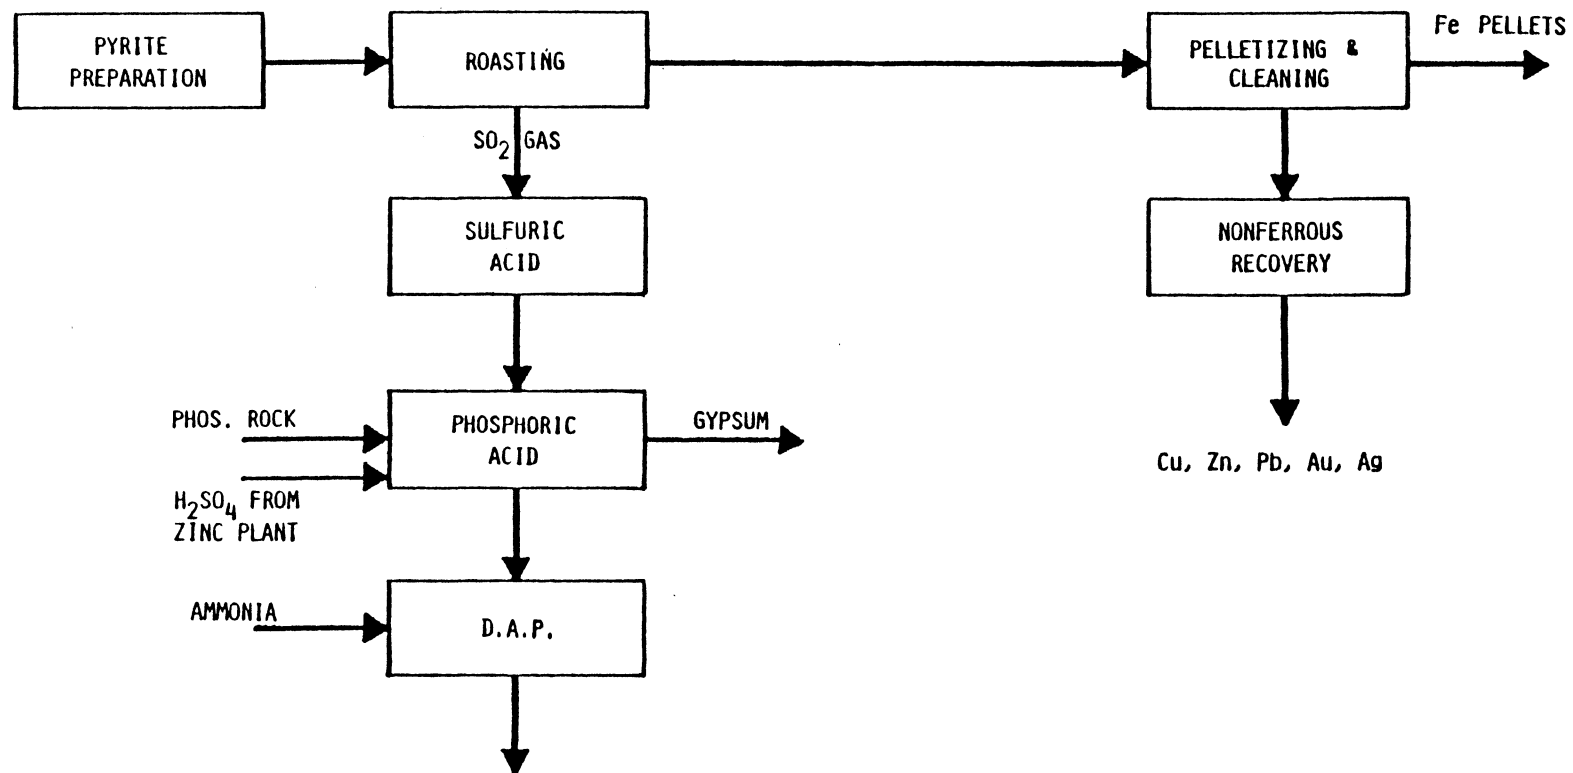 PYRITE
PREPARATION
ROASTING
PELLETIZING &
CLEANING
Fe PELLETS
SO2 GAS
SULFURIC
ACID
NONFERROUS
RECOVERY
PHOS. ROCK
PHOSPHORIC
ACID
GYPSUM
Cu, Zn, Pb, Au, Ag
H2SO4 FROM
ZINC PLANT
AMMONIA
D.A.P.